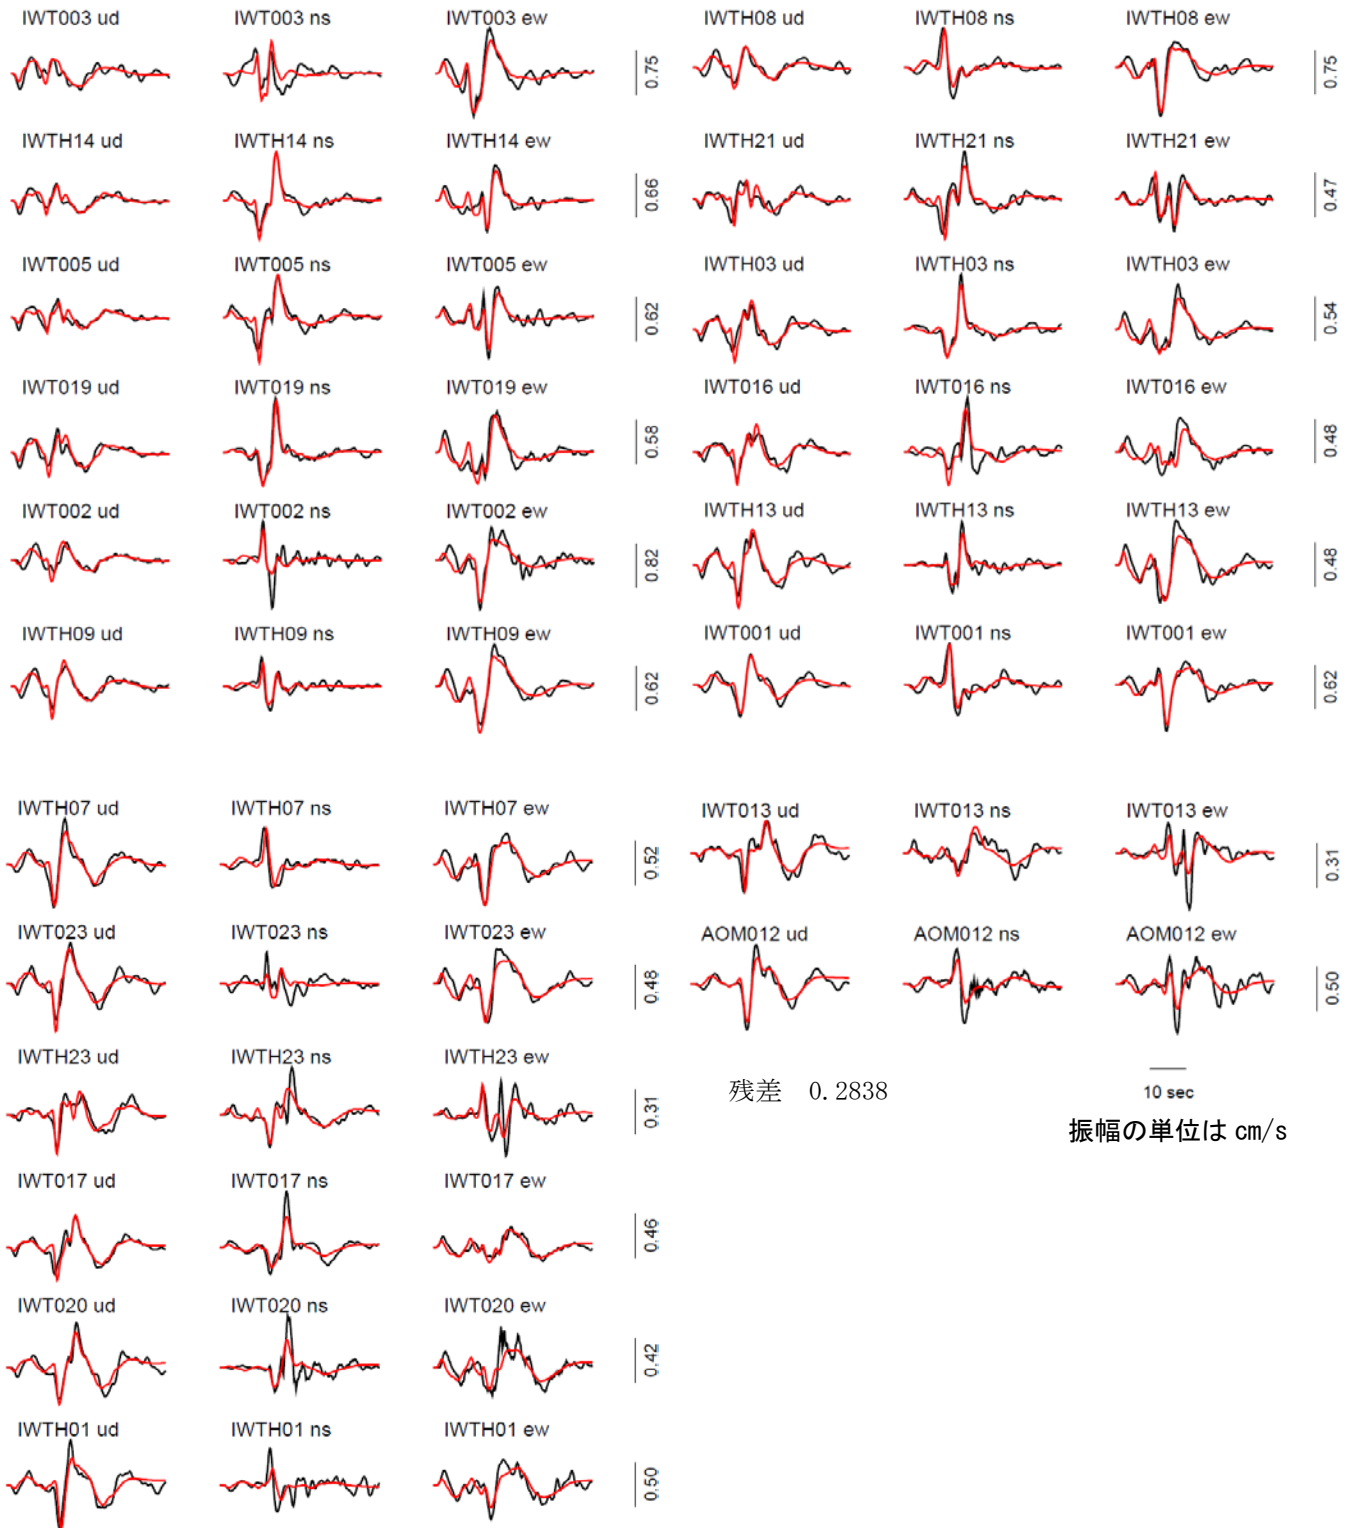 IWT003 ud IWT003 ns IWT003 ew 0.75 IWTH08 ud IWTH08 ns IWTH08 ew 0.75
IWTH14 ud IWTH14 ns IWTH14 ew 0.66 IWTH21 ud IWTH21 ns IWTH21 ew 0.47
IWT005 ud IWT005 ns IWT005 ew 0.62 IWTH03 ud IWTH03 ns IWTH03 ew 0.54
IWT019 ud IWT019 ns IWT019 ew 0.58 IWT016 ud IWT016 ns IWT016 ew 0.48
IWT002 ud IWT002 ns IWT002 ew 0.82 IWTH13 ud IWTH13 ns IWTH13 ew 0.48
IWTH09 ud IWTH09 ns IWTH09 ew 0.62 IWT001 ud IWT001 ns IWT001 ew 0.62
IWTH07 ud IWTH07 ns IWTH07 ew 0.52 IWT013 ud IWT013 ns IWT013 ew 0.31
IWT023 ud IWT023 ns IWT023 ew 0.48 AOM012 ud AOM012 ns AOM012 ew 0.50
IWTH23 ud IWTH23 ns IWTH23 ew 0.31
残差 0.2838
10 sec
振幅の単位は cm/s
IWT017 ud IWT017 ns IWT017 ew 0.46
IWT020 ud IWT020 ns IWT020 ew 0.42
IWTH01 ud IWTH01 ns IWTH01 ew 0.50